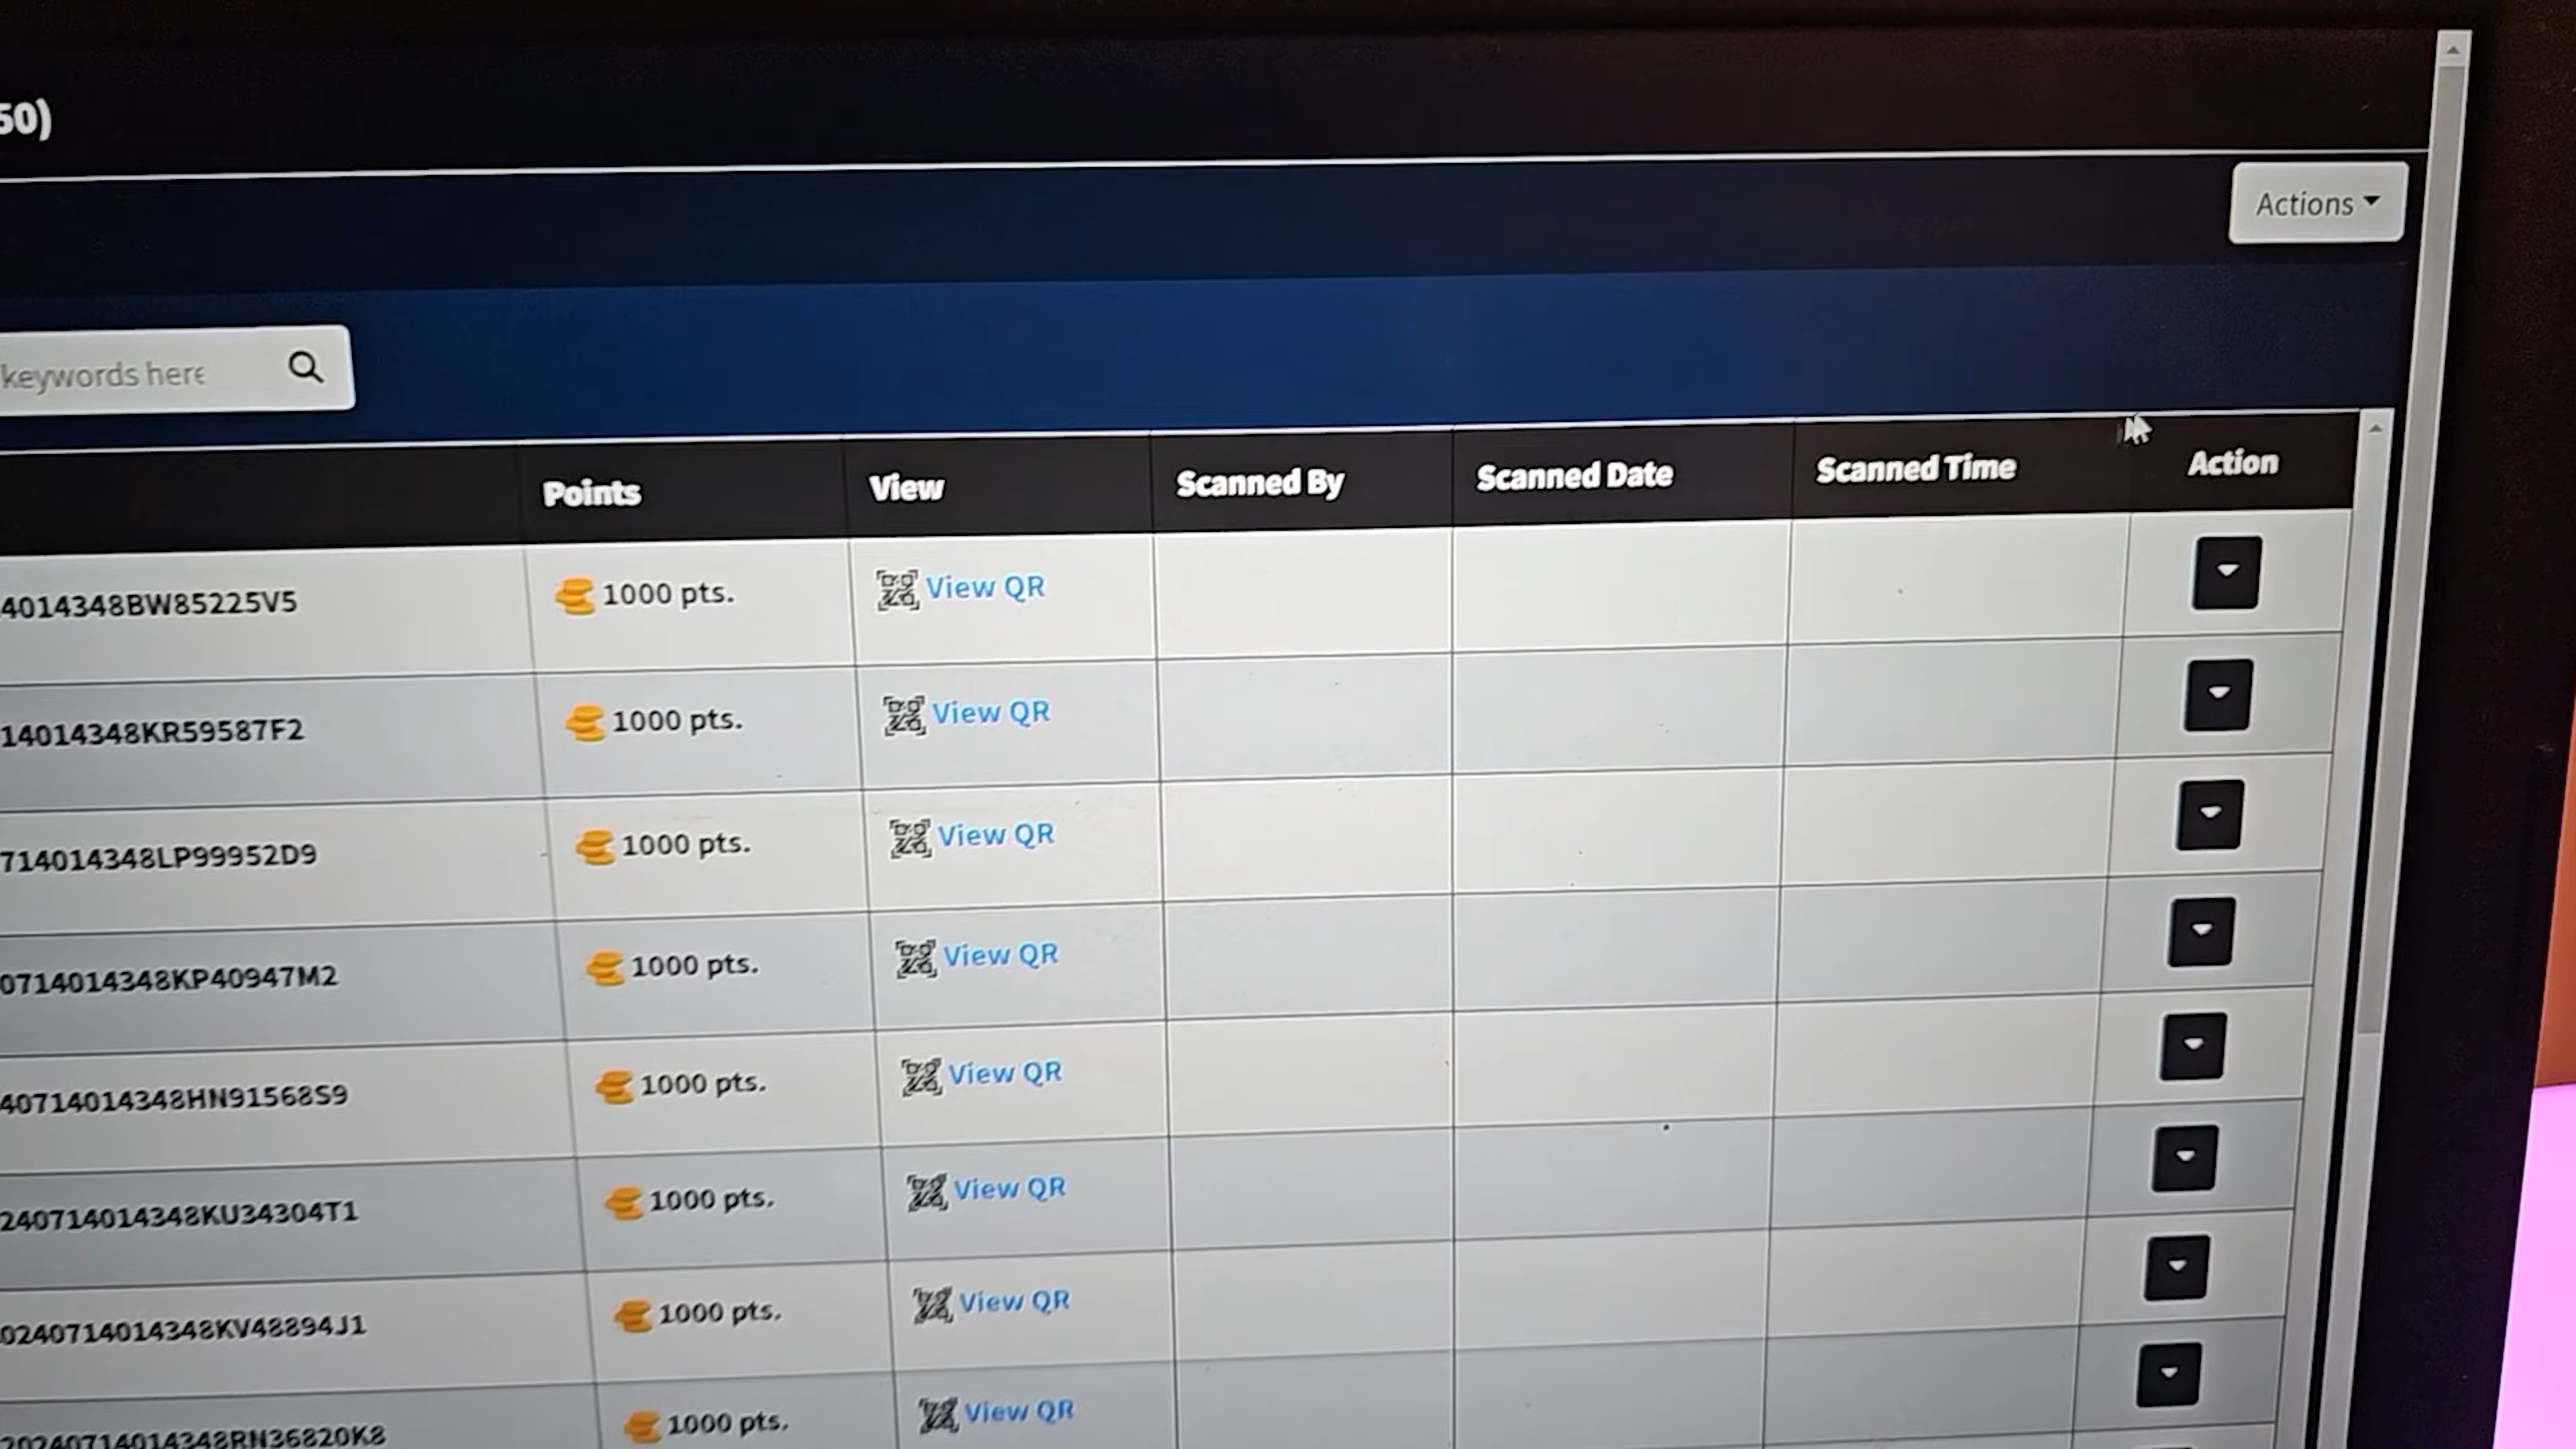 50)
Actions
keywords here
Points View Scanned By Scanned Date Scanned Time Action
4014348BW85225V5 1000 pts. View QR
14014348KR59587F2 1000 pts. View QR
714014348LP99952D9 1000 pts. View QR
0714014348KP40947M2 1000 pts. View QR
40714014348HN91568S9 1000 pts. View QR
240714014348KU34304T1 1000 pts. View QR
0240714014348KV48894J1 1000 pts. View QR
20240714014348RN36820K8 1000 pts. View QR